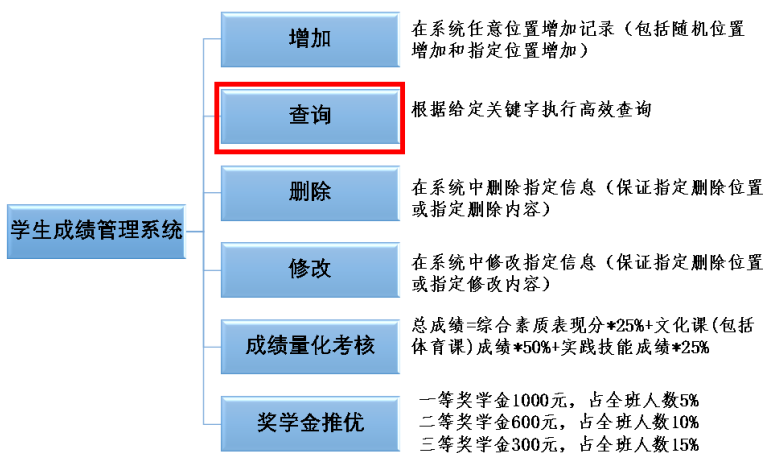 增加
在系统任意位置增加记录（包括随机位置
增加和指定位置增加）
查询
根据给定关键字执行高效查询
删除
在系统中删除指定信息（保证指定删除位置
或指定删除内容）
学生成绩管理系统
修改
在系统中修改指定信息（保证指定删除位置
或指定修改内容）
成绩量化考核
总成绩=综合素质表现分*25%+文化课(包括
体育课)成绩*50%+实践技能成绩*25%
奖学金推优
一等奖学金1000元，占全班人数5%
二等奖学金600元，占全班人数10%
三等奖学金300元，占全班人数15%